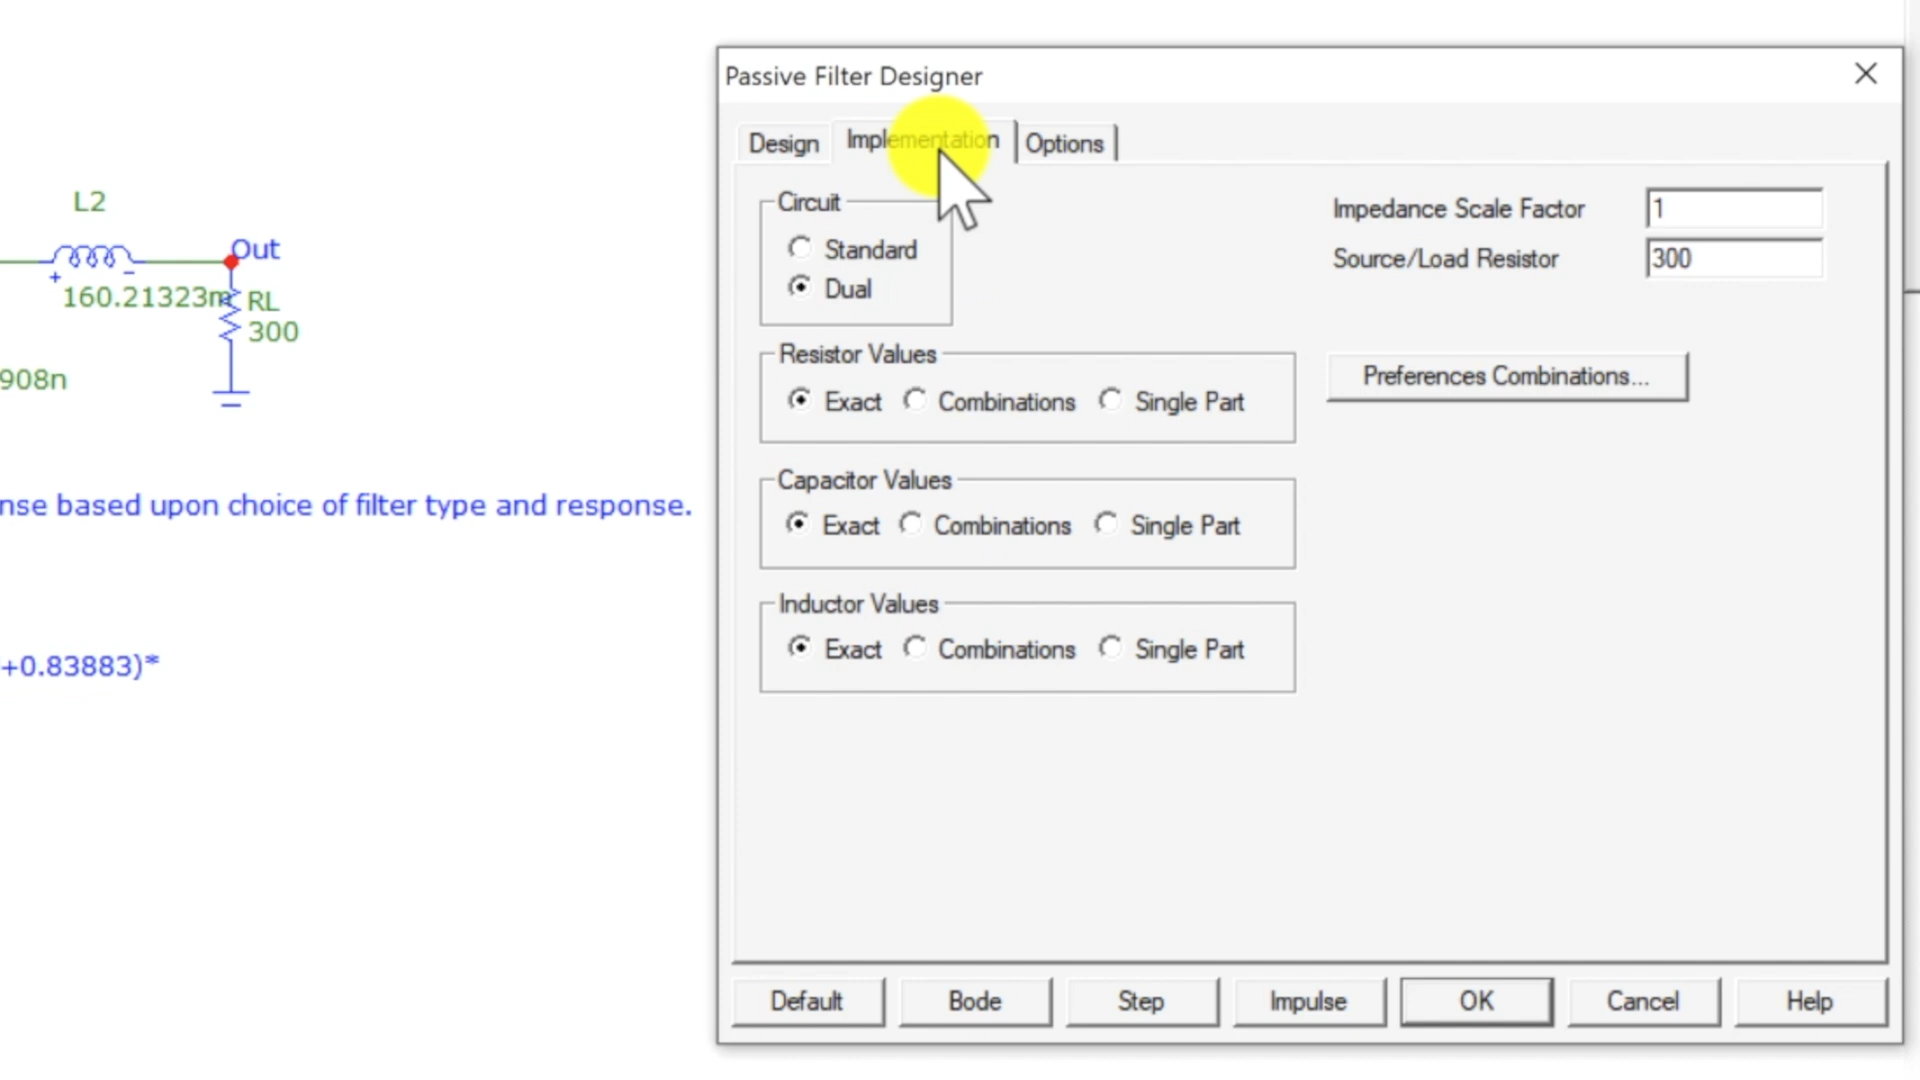 L2
Out
+ -
160.21323m
RL
300
908n
nse based upon choice of filter type and response.
+0.83883)*
Passive Filter Designer
Design Implementation Options
Circuit
Standard
Dual
Impedance Scale Factor 1
Source/Load Resistor 300
Resistor Values
Exact Combinations Single Part
Preferences Combinations...
Capacitor Values
Exact Combinations Single Part
Inductor Values
Exact Combinations Single Part
Default Bode Step Impulse OK Cancel Help